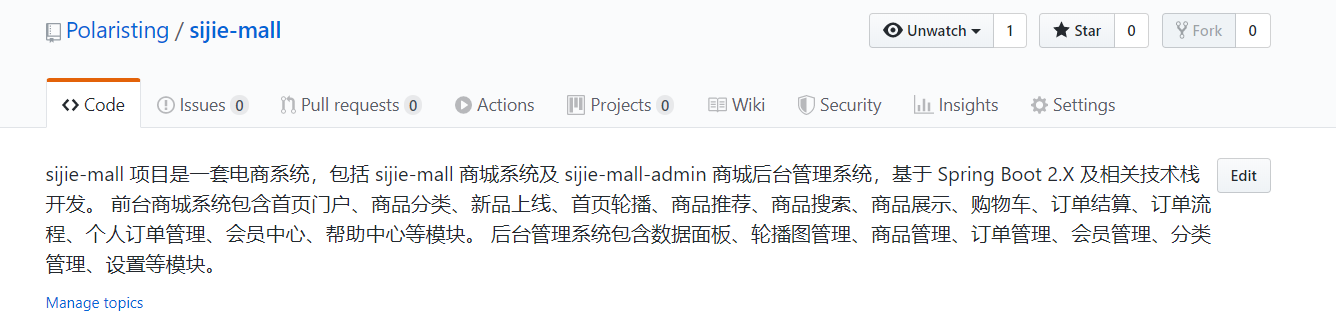 Polaristing / sijie-mall
Unwatch 1 Star 0 Fork 0
Code Issues 0 Pull requests 0 Actions Projects 0 Wiki Security Insights Settings
sijie-mall 项目是一套电商系统，包括 sijie-mall 商城系统及 sijie-mall-admin 商城后台管理系统，基于 Spring Boot 2.X 及相关技术栈
Edit
开发。 前台商城系统包含首页门户、商品分类、新品上线、首页轮播、商品推荐、商品搜索、商品展示、购物车、订单结算、订单流
程、个人订单管理、会员中心、帮助中心等模块。 后台管理系统包含数据面板、轮播图管理、商品管理、订单管理、会员管理、分类
管理、设置等模块。
Manage topics